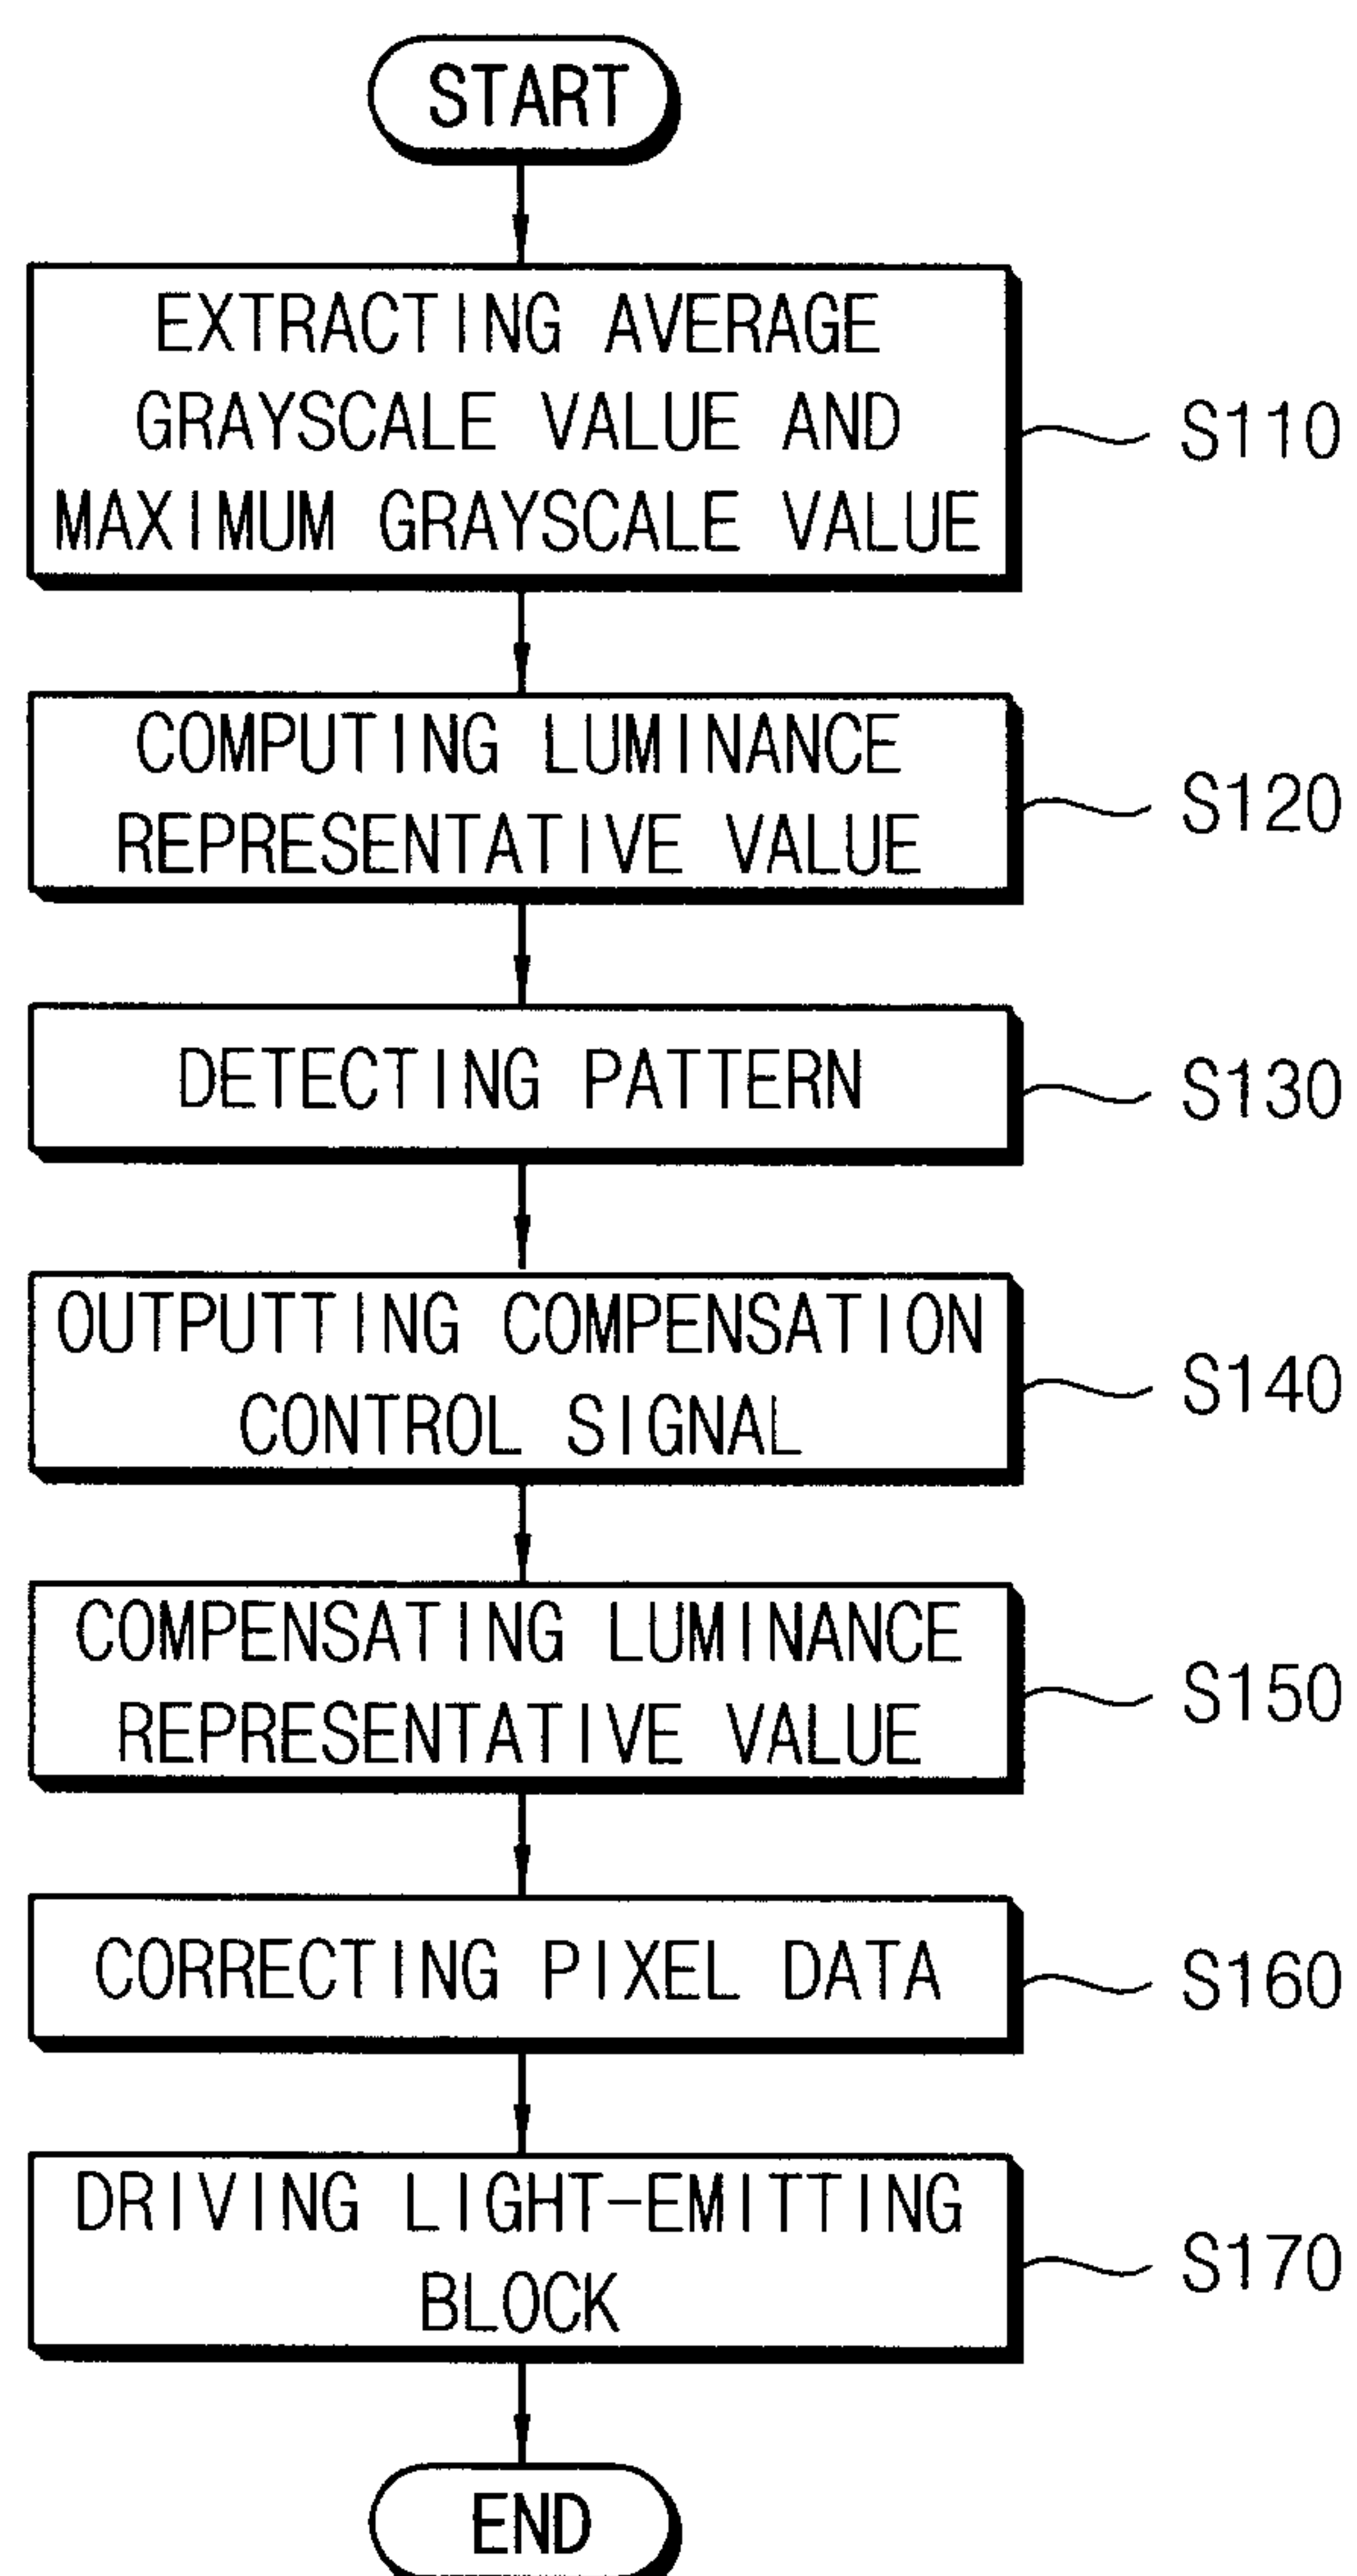 START
EXTRACTING AVERAGE
GRAYSCALE VALUE AND
MAXIMUM GRAYSCALE VALUE
S110
COMPUTING LUMINANCE
REPRESENTATIVE VALUE
S120
DETECTING PATTERN
S130
OUTPUTTING COMPENSATION
CONTROL SIGNAL
S140
COMPENSATING LUMINANCE
REPRESENTATIVE VALUE
S150
CORRECTING PIXEL DATA
S160
DRIVING LIGHT-EMITTING
BLOCK
S170
END